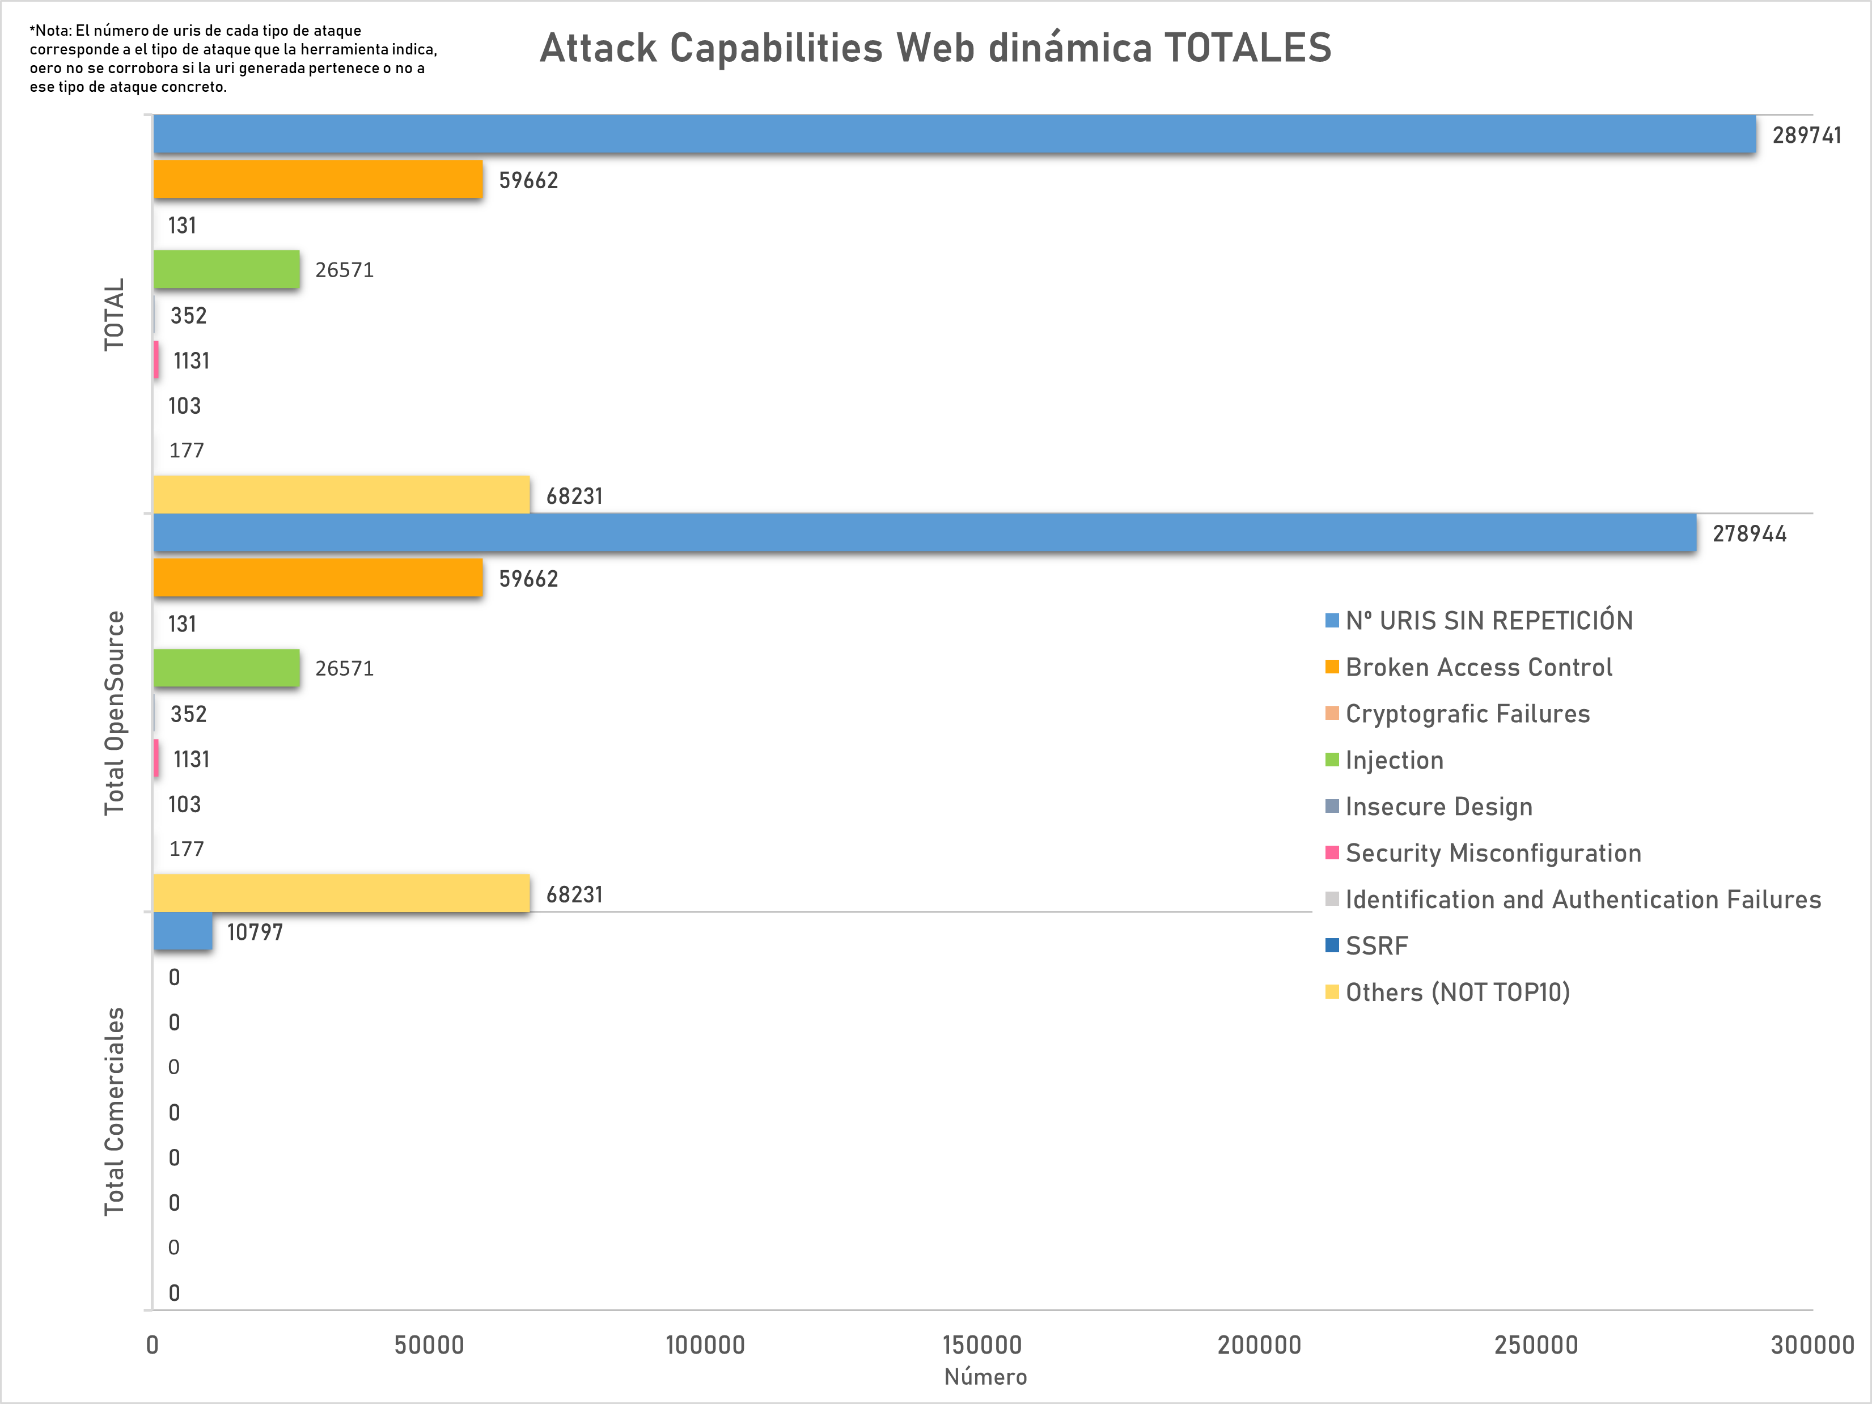 *Nota: El número de uris de cada tipo de ataque
corresponde a el tipo de ataque que la herramienta indica,
oero no se corrobora si la uri generada pertenece o no a
ese tipo de ataque concreto.
Attack Capabilities Web dinámica TOTALES
TOTAL
289741
59662
131
26571
352
1131
103
177
68231
Total OpenSource
278944
59662
131
26571
352
1131
103
177
68231
Total Comerciales
10797
0
0
0
0
0
0
0
0
Nº URIS SIN REPETICIÓN
Broken Access Control
Cryptografic Failures
Injection
Insecure Design
Security Misconfiguration
Identification and Authentication Failures
SSRF
Others (NOT TOP10)
0 50000 100000 150000 200000 250000 300000
Número